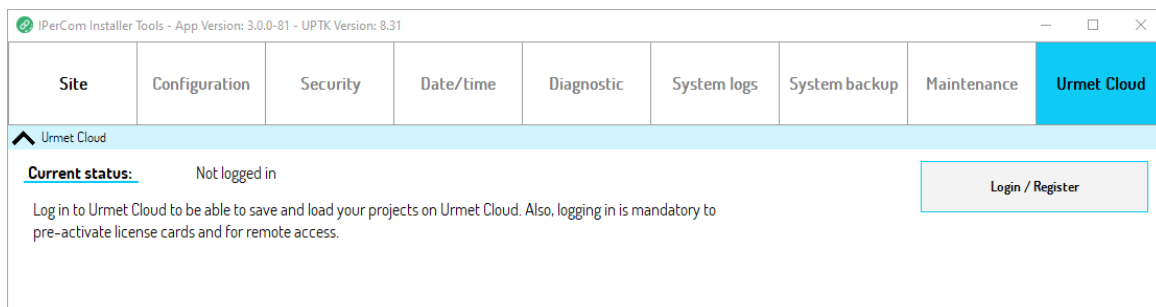 IPerCom Installer Tools - App Version: 3.0.0-81 - UPTK Version: 8.31
Site Configuration Security Date/time Diagnostic System logs System backup Maintenance Urmet Cloud
Urmet Cloud
Current status: Not logged in
Login / Register
Log in to Urmet Cloud to be able to save and load your projects on Urmet Cloud. Also, logging in is mandatory to
pre-activate license cards and for remote access.